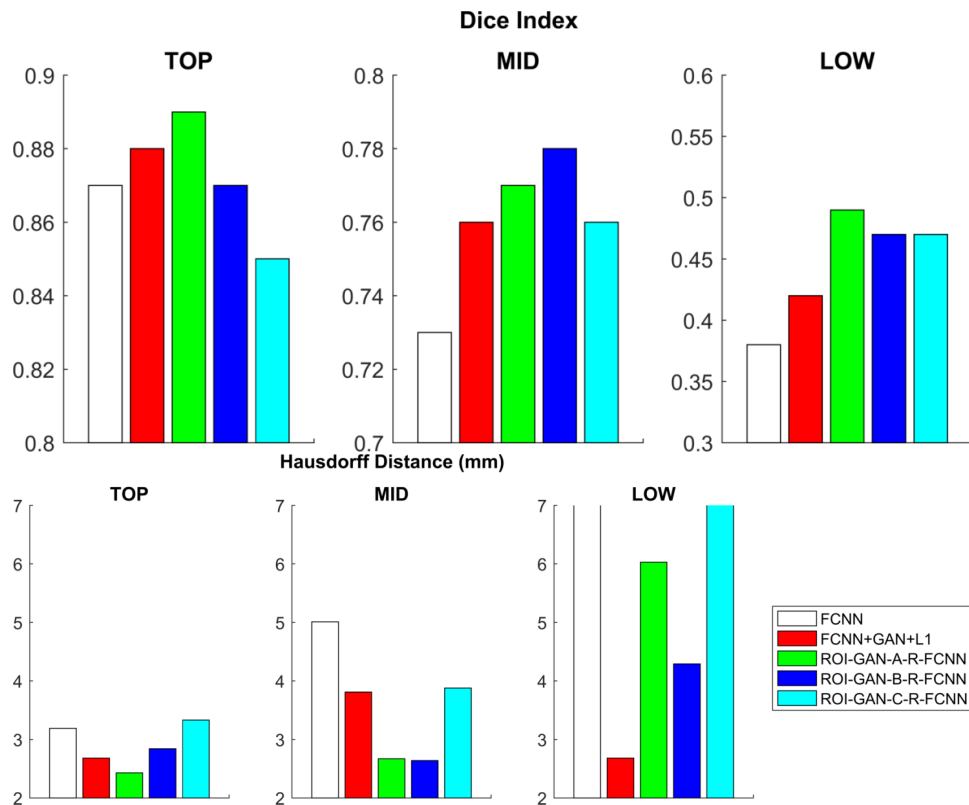 Dice Index
TOP MID LOW
0.9 0.8 0.6
0.88 0.78 0.55
0.5
0.86 0.76
0.45
0.84 0.74 0.4
0.82 0.72 0.35
0.8 0.7 0.3
Hausdorff Distance (mm)
TOP MID LOW
7 7 7
6 6 6
5 5 5
4 4 4
3 3 3
2 2 2
FCNN
FCNN+GAN+L1
ROI-GAN-A-R-FCNN
ROI-GAN-B-R-FCNN
ROI-GAN-C-R-FCNN